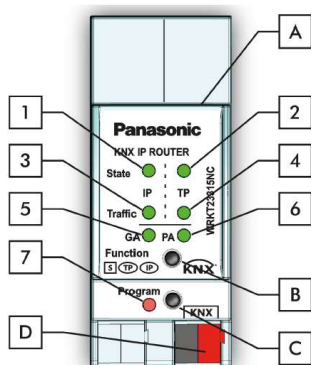 A
Panasonic
1
KNX IP ROUTER
2
State
IP
TP
3
Traffic
4
5
GA
PA
6
WRKT23815NC
Function
S TP IP
KNX
7
Program
B
KNX
D
C